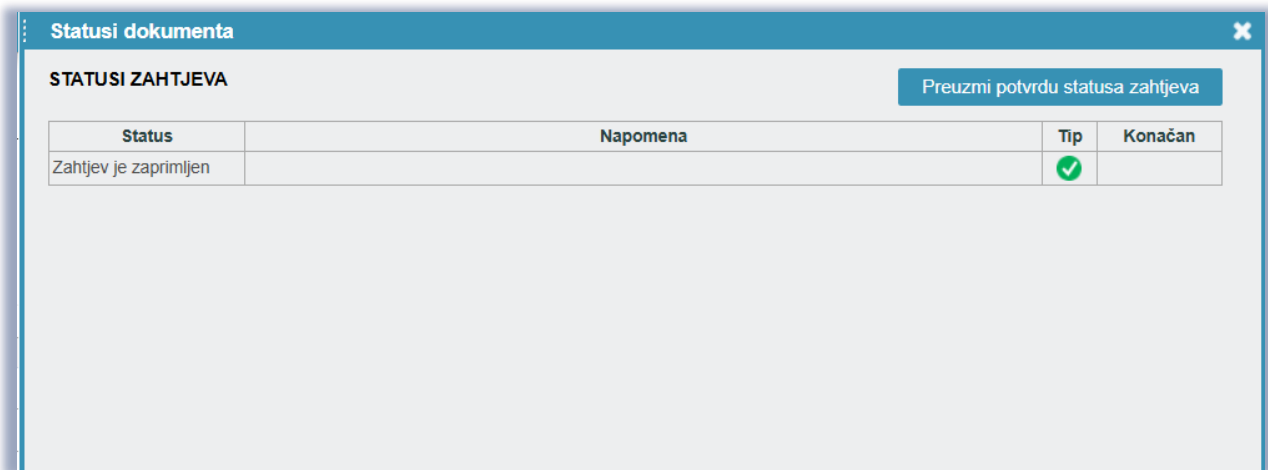 Statusi dokumenta
STATUSI ZAHTJEVA
Preuzmi potvrdu statusa zahtjeva
Status Napomena Tip Konačan
Zahtjev je zaprimljen